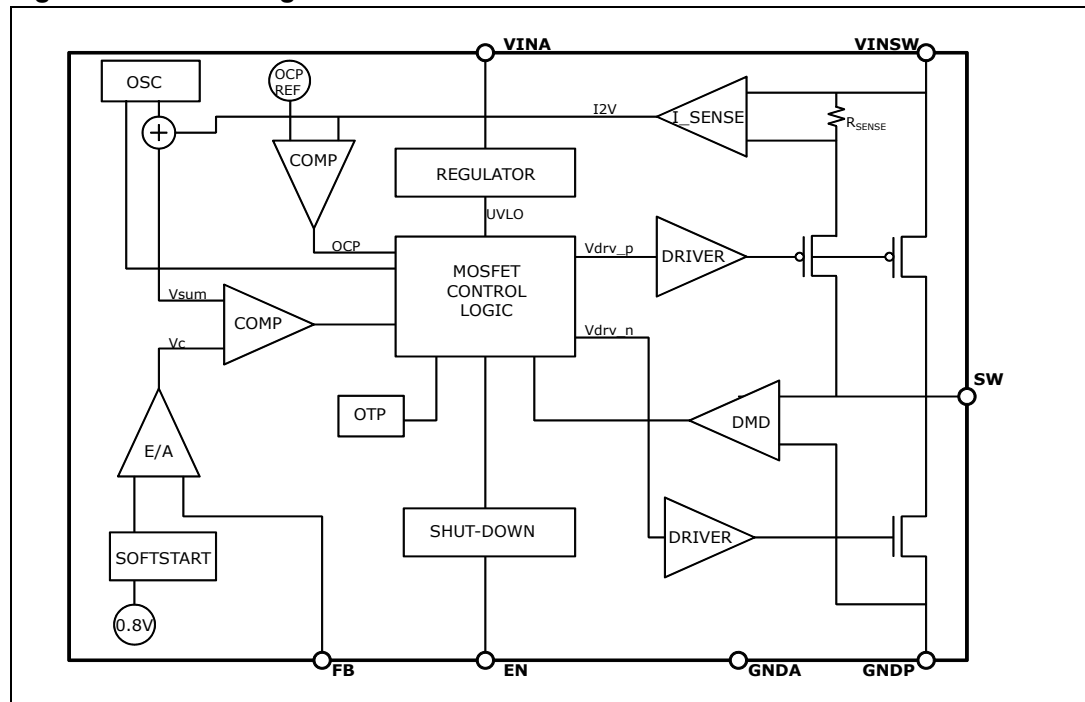 VINA
VINSW
OSC
OCP
REF
I2V
I_SENSE
RSENSE
+
COMP
REGULATOR
UVLO
OCP
MOSFET
CONTROL
LOGIC
Vdrv_p
DRIVER
Vsum
COMP
Vdrv_n
Vc
SW
OTP
DMD
E/A
SHUT-DOWN
DRIVER
SOFTSTART
0.8V
FB
EN
GNDA
GNDP